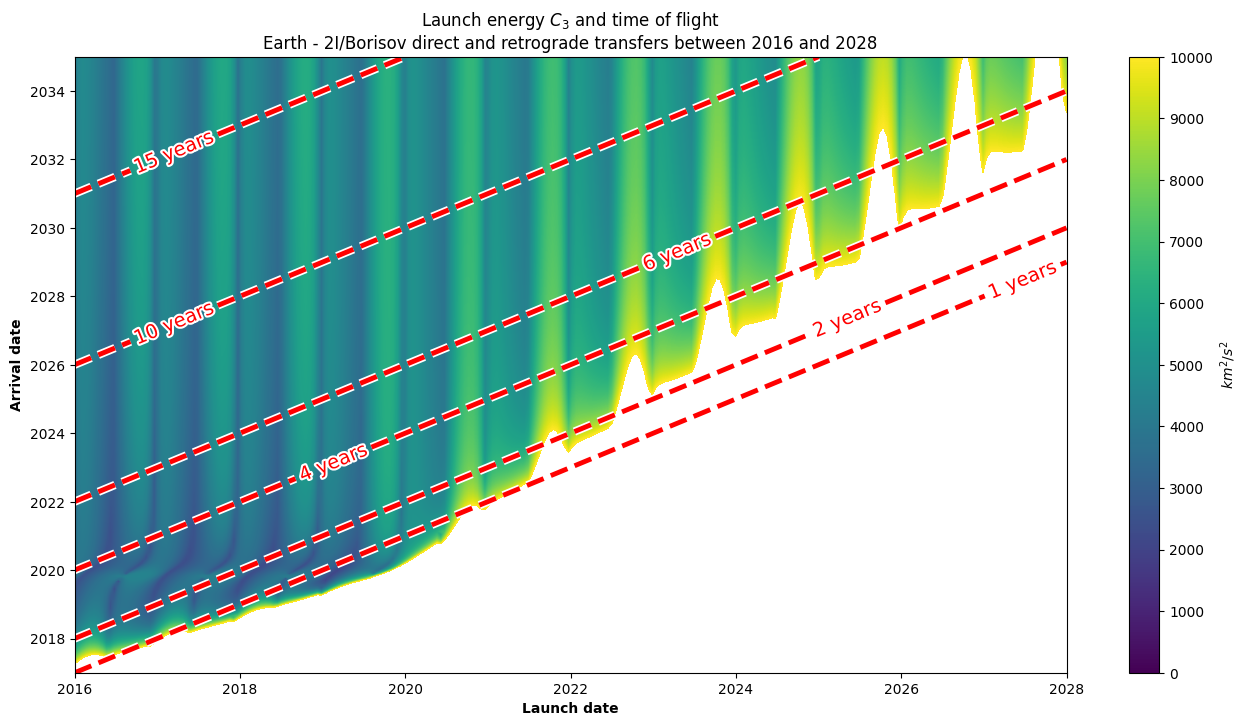 Launch energy $C_3$ and time of flight
Earth - 2I/Borisov direct and retrograde transfers between 2016 and 2028
Arrival date
2034
2032
2030
2028
2026
2024
2022
2020
2018
15 years
10 years
6 years
4 years
2 years
1 years
2016
2018
2020
2022
2024
2026
2028
Launch date
10000
9000
8000
7000
6000
5000
4000
3000
2000
1000
0
km²/s²